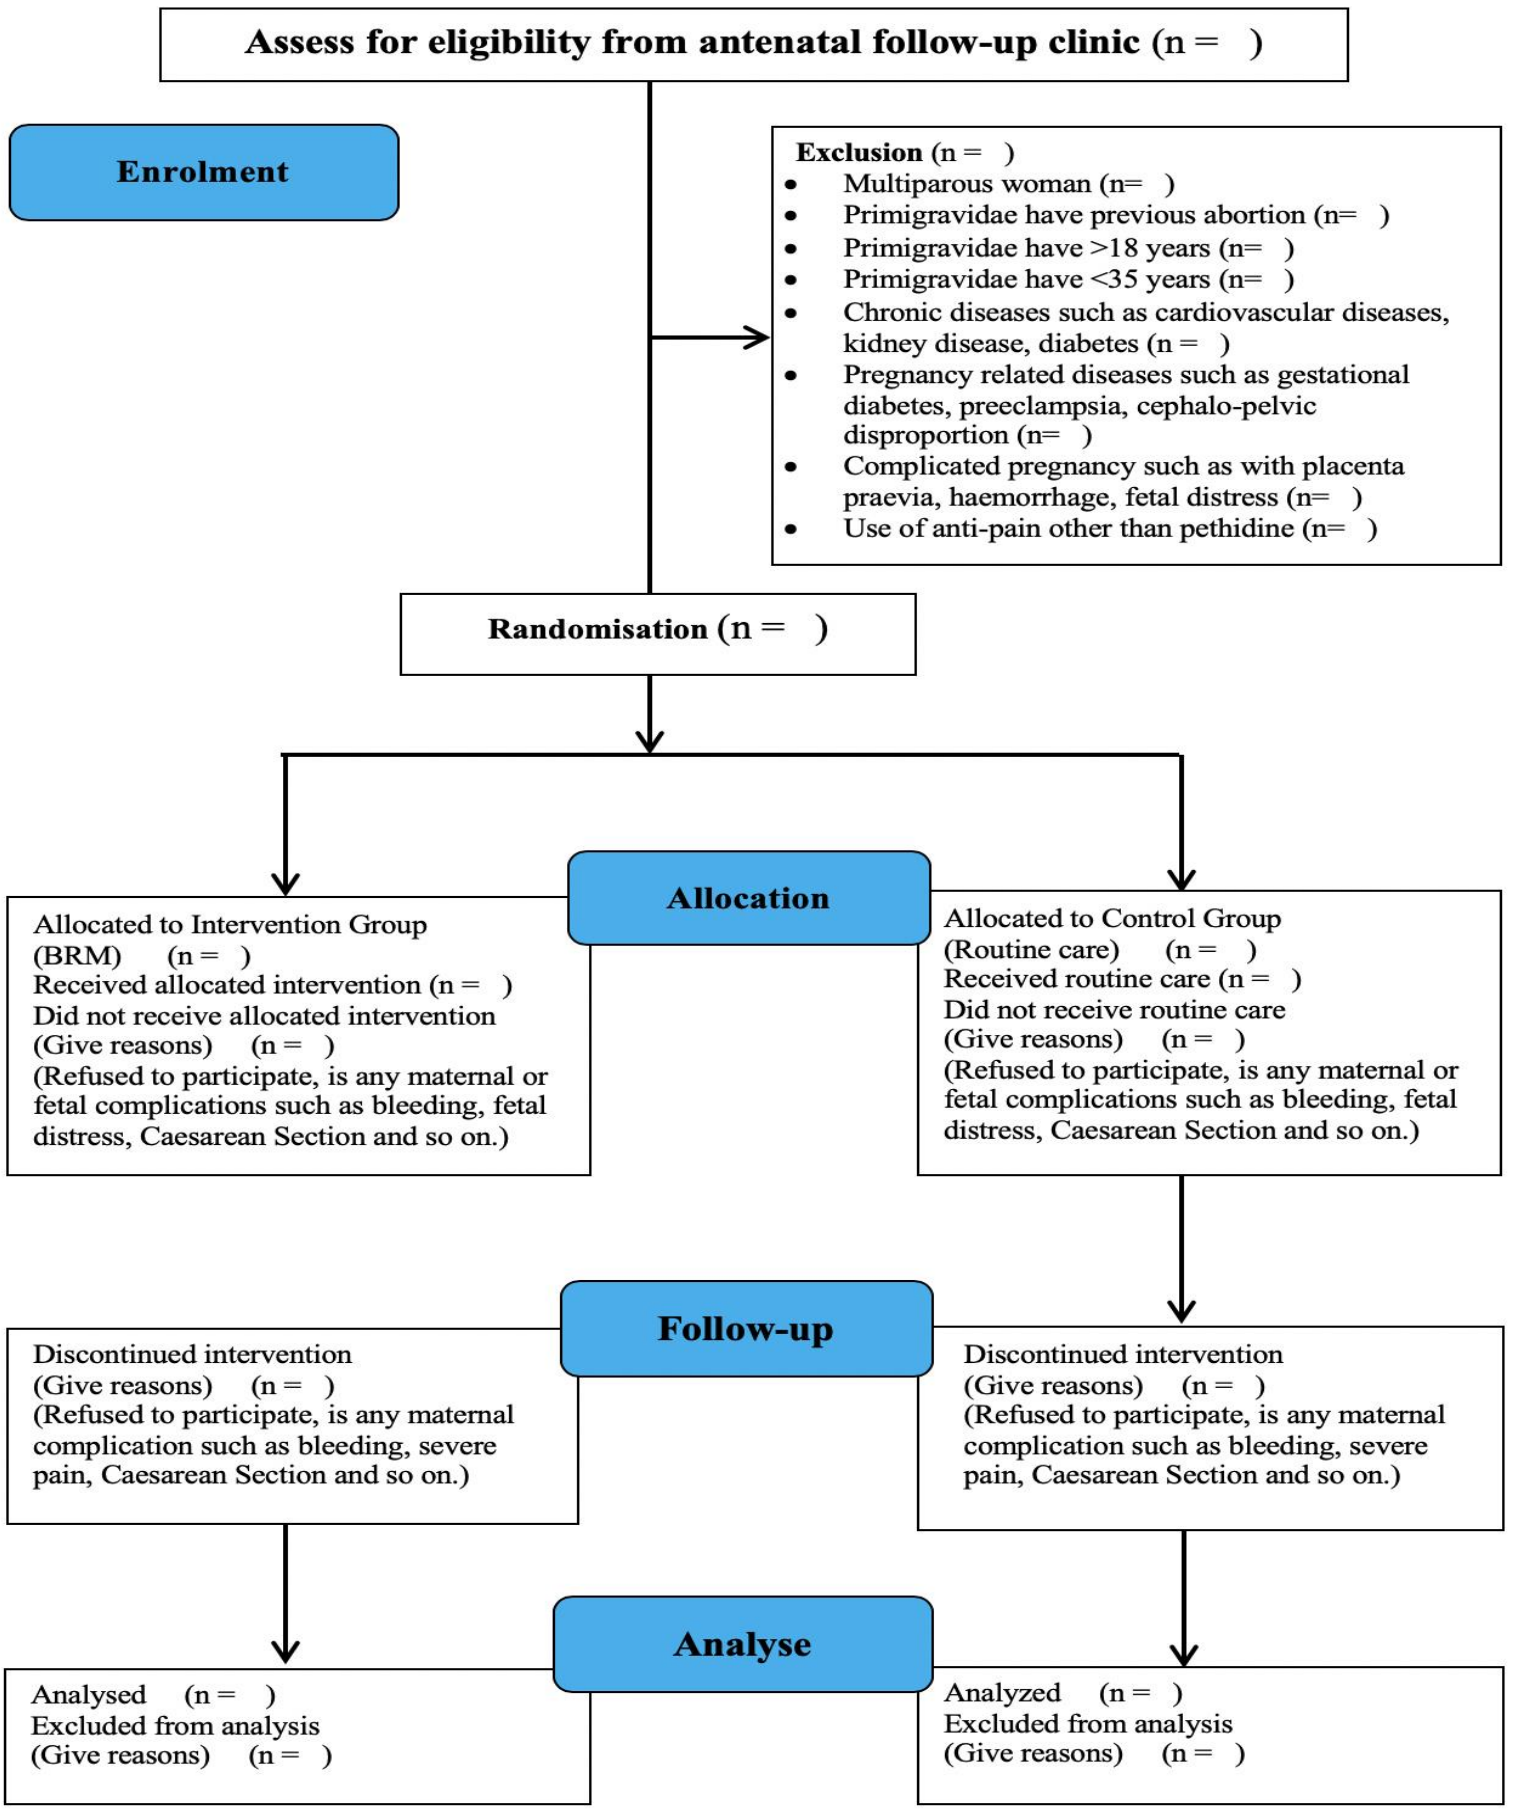 Assess for eligibility from antenatal follow-up clinic (n =   )
Enrolment
Exclusion (n =   )
• Multiparous woman (n=   )
• Primigravidae have previous abortion (n=   )
• Primigravidae have >18 years (n=   )
• Primigravidae have <35 years (n=   )
• Chronic diseases such as cardiovascular diseases,
kidney disease, diabetes (n =   )
• Pregnancy related diseases such as gestational
diabetes, preeclampsia, cephalo-pelvic
disproportion (n=   )
• Complicated pregnancy such as with placenta
praevia, haemorrhage, fetal distress (n=   )
• Use of anti-pain other than pethidine (n=   )
Randomisation (n =   )
Allocation
Allocated to Intervention Group
(BRM)      (n =   )
Received allocated intervention (n =   )
Did not receive allocated intervention
(Give reasons)     (n =   )
(Refused to participate, is any maternal or
fetal complications such as bleeding, fetal
distress, Caesarean Section and so on.)
Allocated to Control Group
(Routine care)      (n =   )
Received routine care (n =   )
Did not receive routine care
(Give reasons)     (n =   )
(Refused to participate, is any maternal or
fetal complications such as bleeding, fetal
distress, Caesarean Section and so on.)
Follow-up
Discontinued intervention
(Give reasons)     (n =   )
(Refused to participate, is any maternal
complication such as bleeding, severe
pain, Caesarean Section and so on.)
Discontinued intervention
(Give reasons)     (n =   )
(Refused to participate, is any maternal
complication such as bleeding, severe
pain, Caesarean Section and so on.)
Analyse
Analysed     (n =   )
Excluded from analysis
(Give reasons)     (n =   )
Analyzed     (n =   )
Excluded from analysis
(Give reasons)     (n =   )